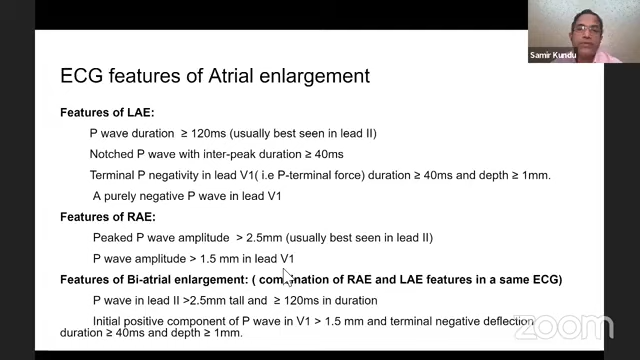 Samir Kundu
ECG features of Atrial enlargement
Features of LAE:
P wave duration ≥ 120ms (usually best seen in lead II)
Notched P wave with inter-peak duration ≥ 40ms
Terminal P negativity in lead V1( i.e P-terminal force) duration ≥ 40ms and depth ≥ 1mm.
A purely negative P wave in lead V1
Features of RAE:
Peaked P wave amplitude > 2.5mm (usually best seen in lead II)
P wave amplitude > 1.5 mm in lead V1
Features of Bi-atrial enlargement: ( combination of RAE and LAE features in a same ECG)
P wave in lead II >2.5mm tall and ≥ 120ms in duration
Initial positive component of P wave in V1 > 1.5 mm and terminal negative deflection
duration ≥ 40ms and depth ≥ 1mm.
zoom